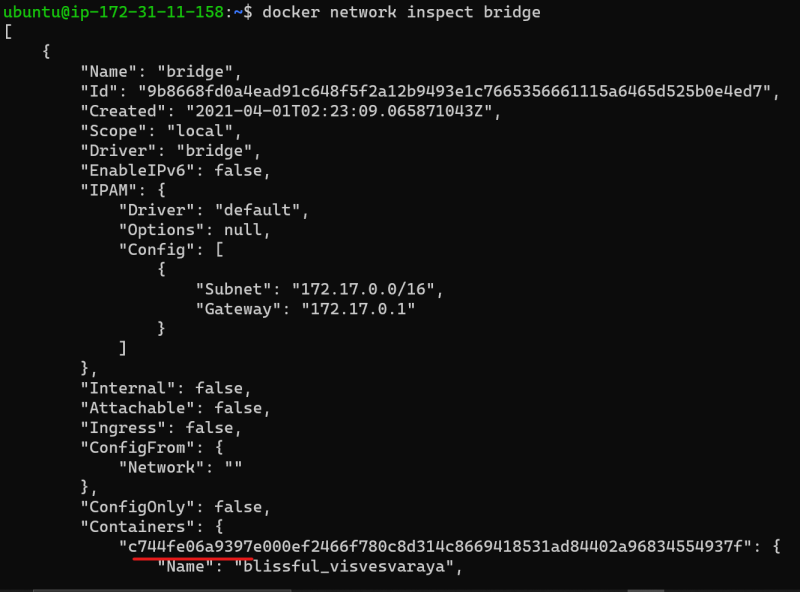 ubuntu@ip-172-31-11-158:~$ docker network inspect bridge
[
    {
        "Name": "bridge",
        "Id": "9b8668fd0a4ead91c648f5f2a12b9493e1c7665356661115a6465d525b0e4ed7",
        "Created": "2021-04-01T02:23:09.065871043Z",
        "Scope": "local",
        "Driver": "bridge",
        "EnableIPv6": false,
        "IPAM": {
            "Driver": "default",
            "Options": null,
            "Config": [
                {
                    "Subnet": "172.17.0.0/16",
                    "Gateway": "172.17.0.1"
                }
            ]
        },
        "Internal": false,
        "Attachable": false,
        "Ingress": false,
        "ConfigFrom": {
            "Network": ""
        },
        "ConfigOnly": false,
        "Containers": {
            "c744fe06a9397e000ef2466f780c8d314c8669418531ad84402a96834554937f": {
                "Name": "blissful_visvesvaraya",